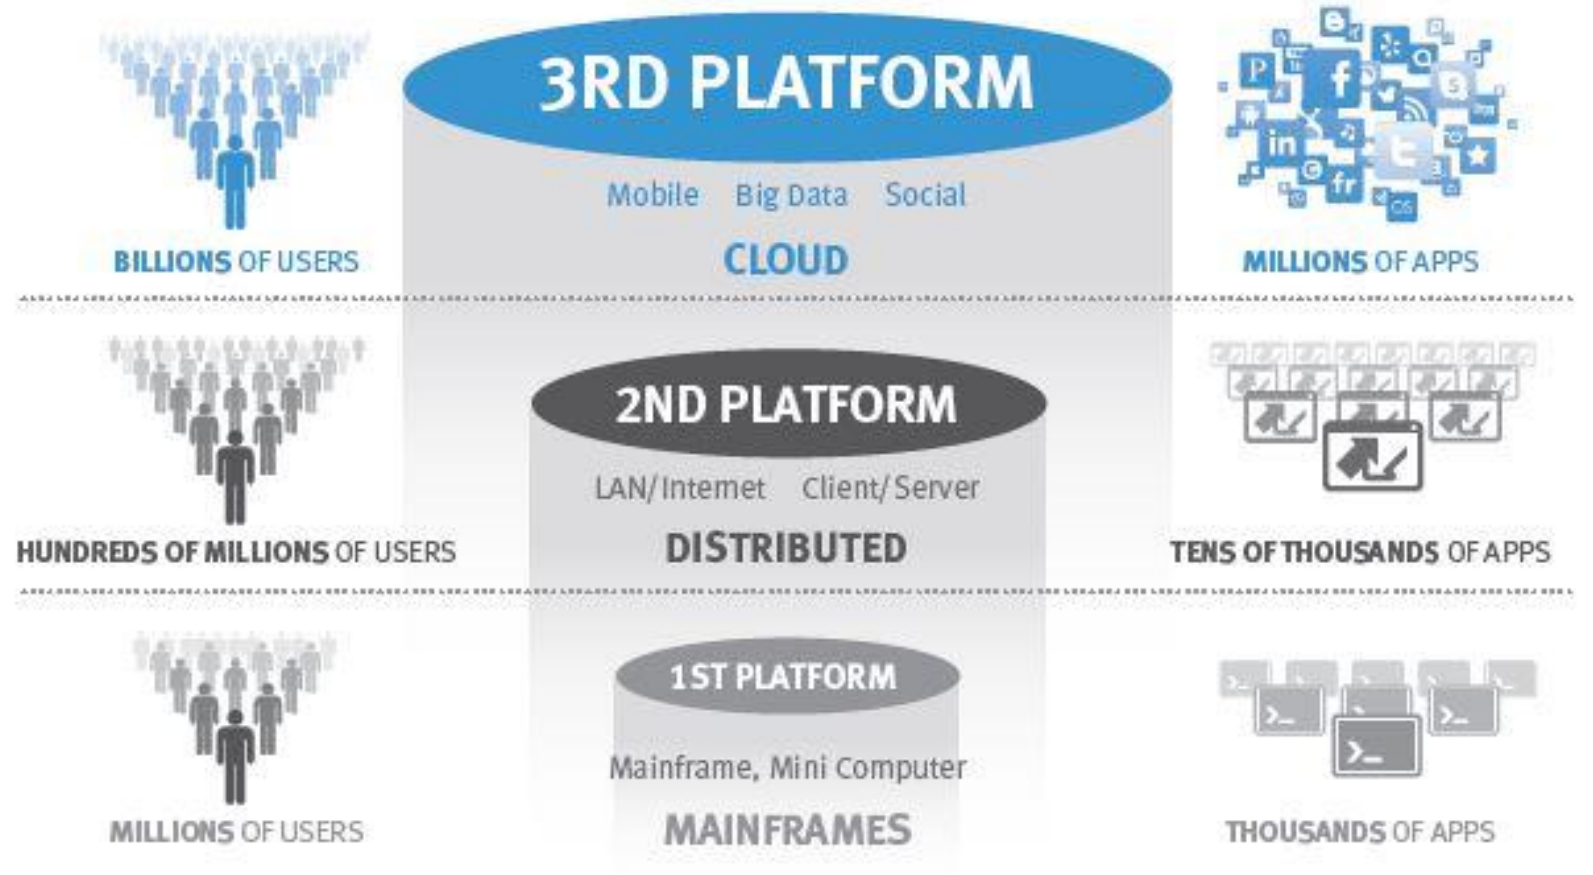 3RD PLATFORM
Mobile Big Data Social
CLOUD
BILLIONS OF USERS
MILLIONS OF APPS
2ND PLATFORM
LAN/Internet Client/Server
DISTRIBUTED
HUNDREDS OF MILLIONS OF USERS
TENS OF THOUSANDS OF APPS
1ST PLATFORM
Mainframe, Mini Computer
MAINFRAMES
MILLIONS OF USERS
THOUSANDS OF APPS